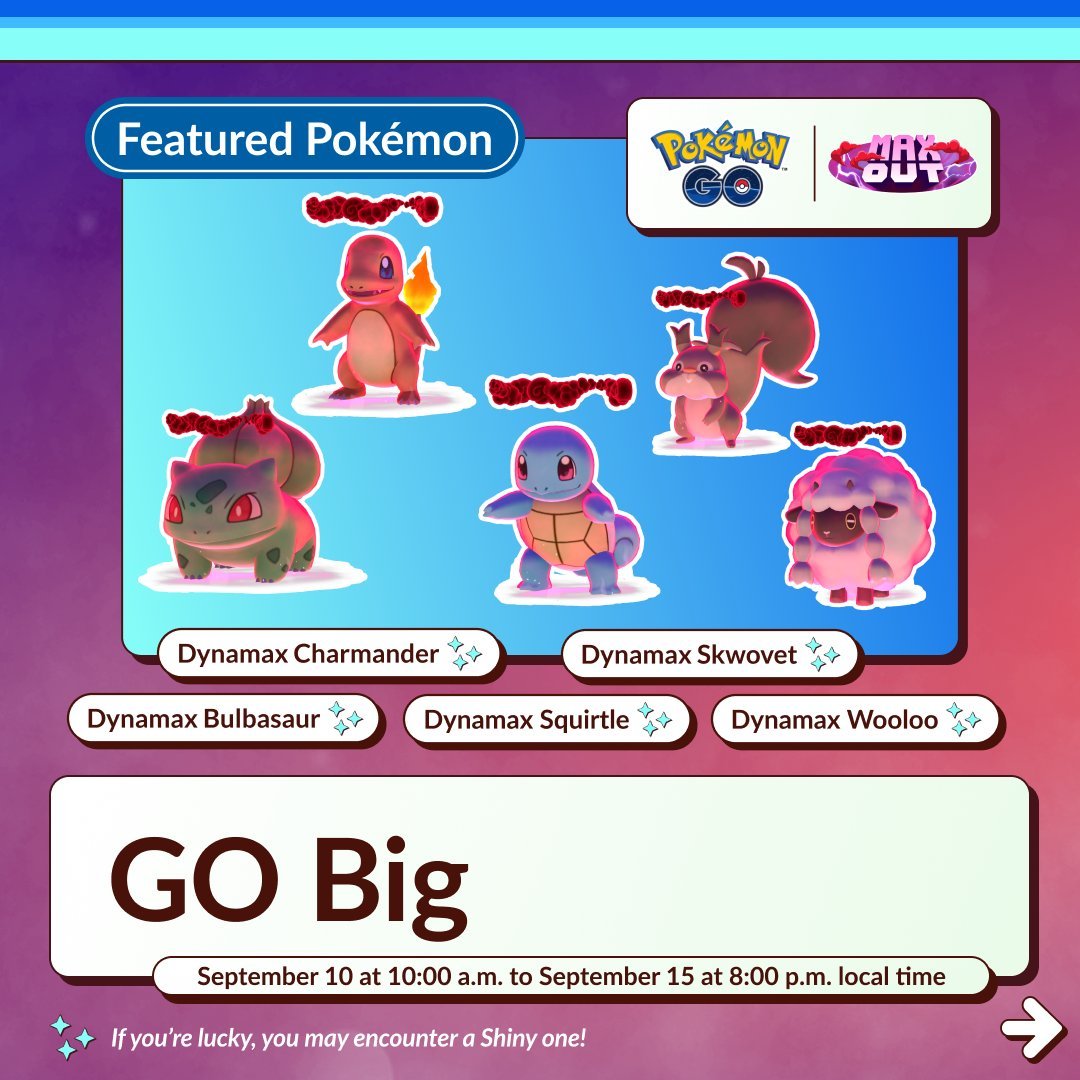 Featured Pokémon
POKéMON
GO
MAX
OUT
Dynamax Charmander
Dynamax Skwovet
Dynamax Bulbasaur
Dynamax Squirtle
Dynamax Wooloo
GO Big
September 10 at 10:00 a.m. to September 15 at 8:00 p.m. local time
If you're lucky, you may encounter a Shiny one!